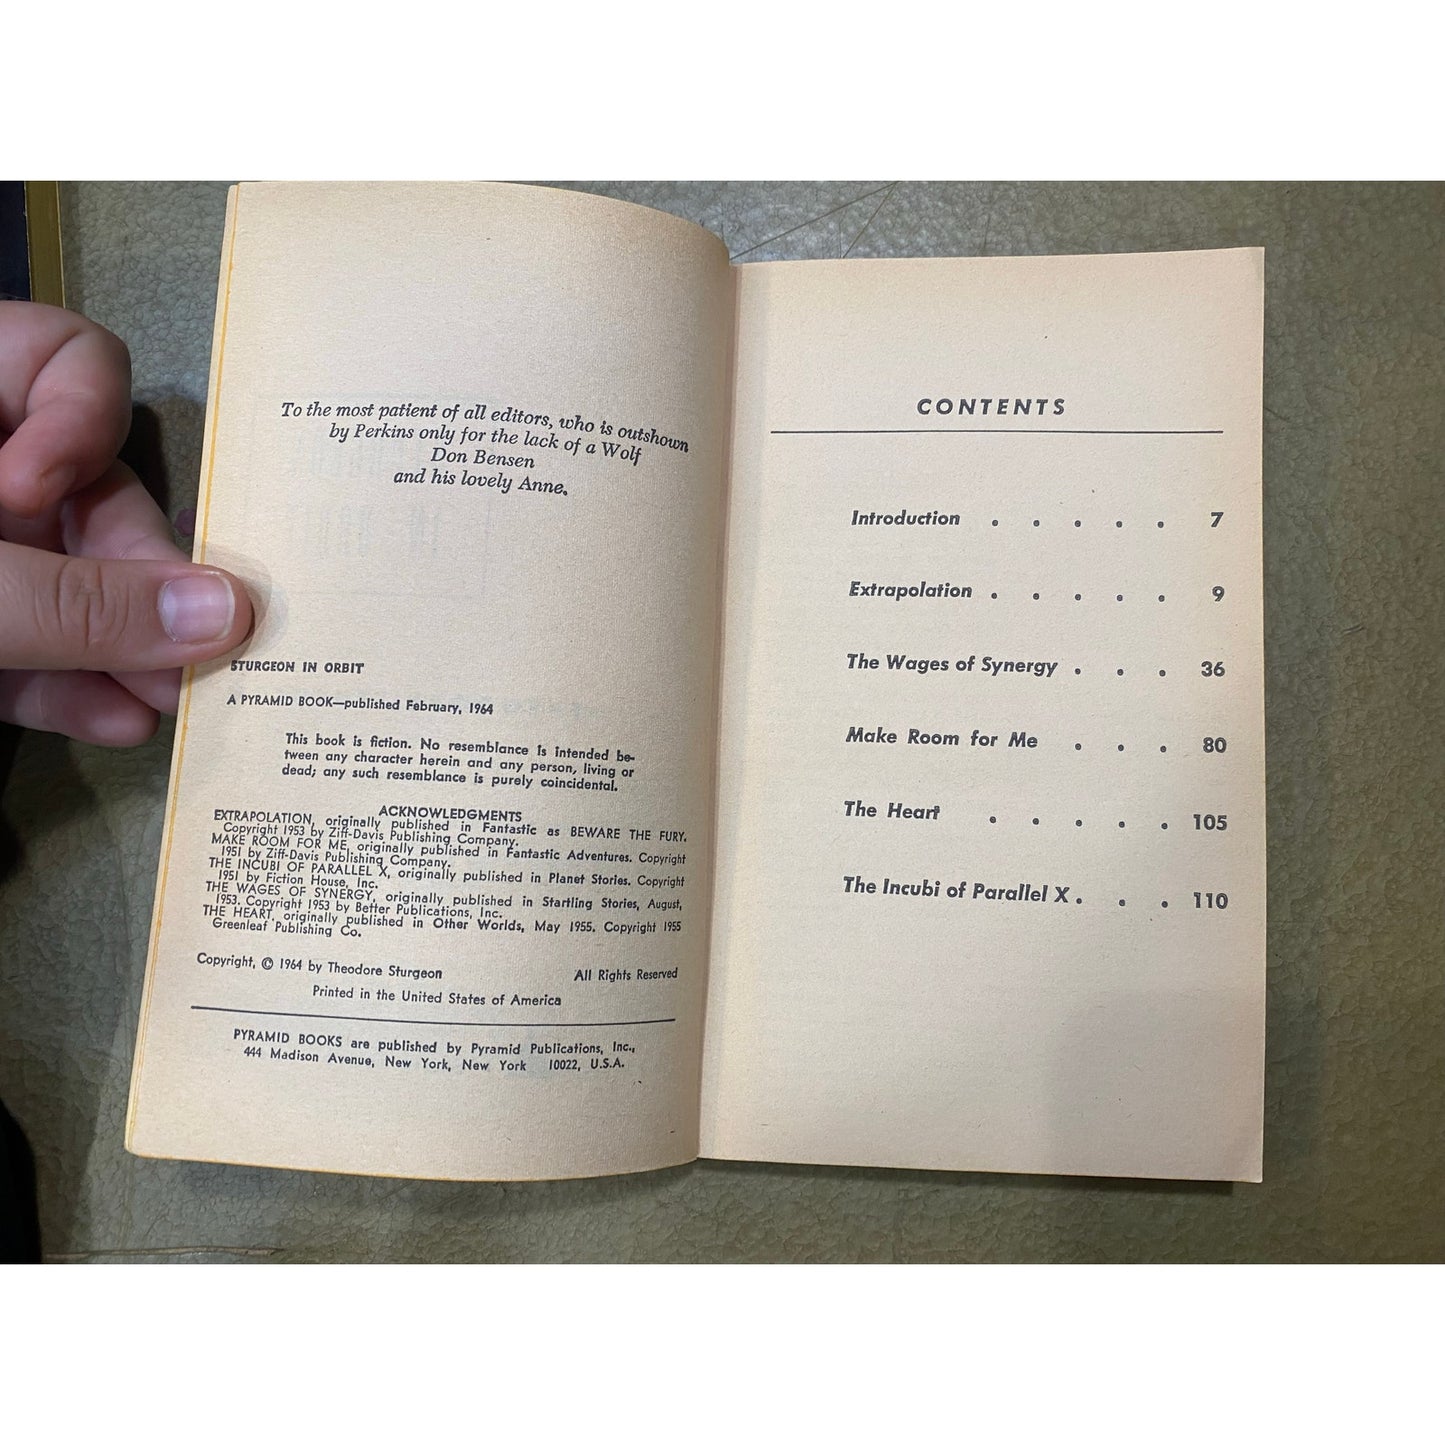 To the most patient of all editors, who is outshown
by Perkins only for the lack of a Wolf
Don Bensen
and his lovely Anne.
STURGEON IN ORBIT
A PYRAMID BOOK—published February, 1964
This book is fiction. No resemblance is intended be-
tween any character herein and any person, living or
dead; any such resemblance is purely coincidental.
ACKNOWLEDGMENTS
EXTRAPOLATION, originally published in Fantastic as BEWARE THE FURY.
Copyright 1953 by Ziff-Davis Publishing Company.
MAKE ROOM FOR ME, originally published in Fantastic Adventures. Copyright
1951 by Ziff-Davis Publishing Company.
THE INCUBI OF PARALLEL X, originally published in Planet Stories. Copyright
1951 by Fiction House, Inc.
THE WAGES OF SYNERGY, originally published in Startling Stories, August,
1953. Copyright 1953 by Better Publications, Inc.
THE HEART, originally published in Other Worlds, May 1955. Copyright 1955
Greenleaf Publishing Co.
Copyright, © 1964 by Theodore Sturgeon All Rights Reserved
Printed in the United States of America
PYRAMID BOOKS are published by Pyramid Publications, Inc.,
444 Madison Avenue, New York, New York 10022, U.S.A.
CONTENTS
Introduction . . . . . 7
Extrapolation . . . . . 9
The Wages of Synergy . . . 36
Make Room for Me . . . 80
The Heart . . . . . 105
The Incubi of Parallel X . . . 110